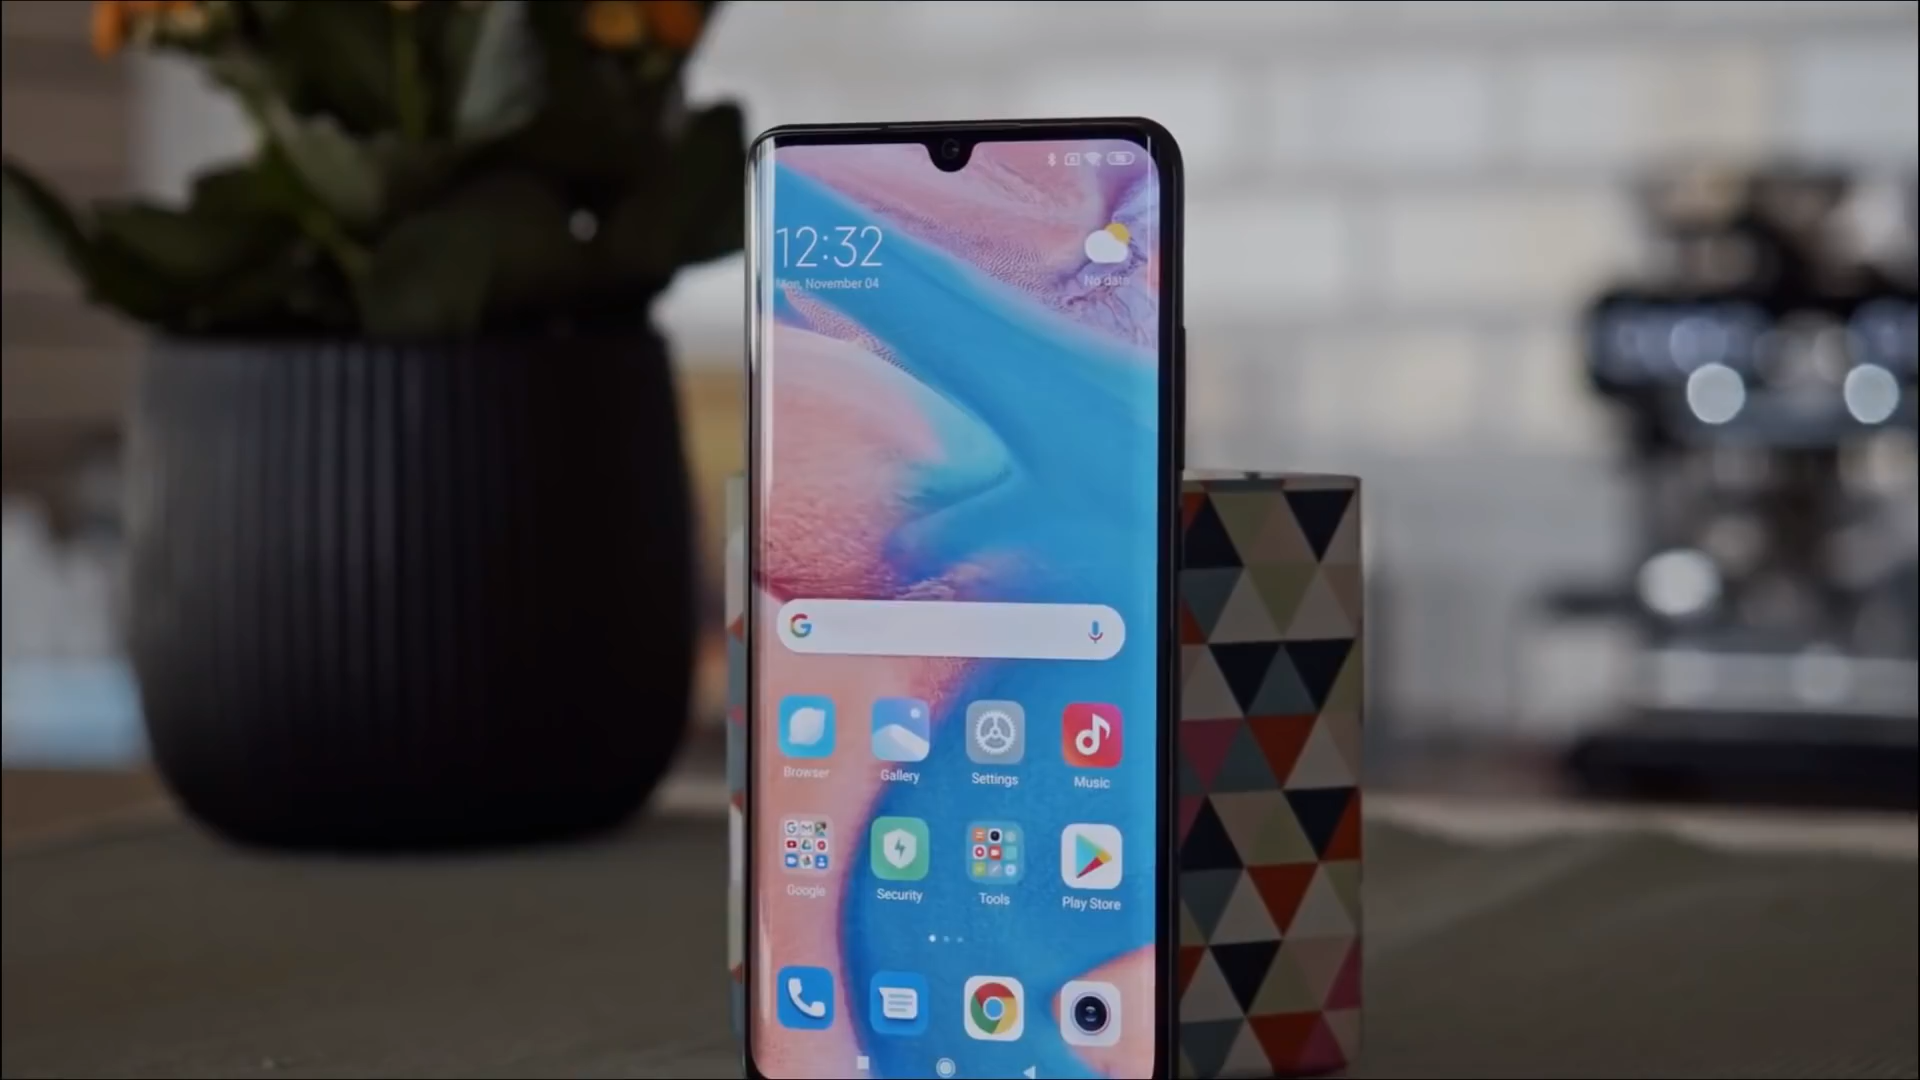 12:32
Mon, November 04
No data
Browser
Gallery
Settings
Music
Google
Security
Tools
Play Store